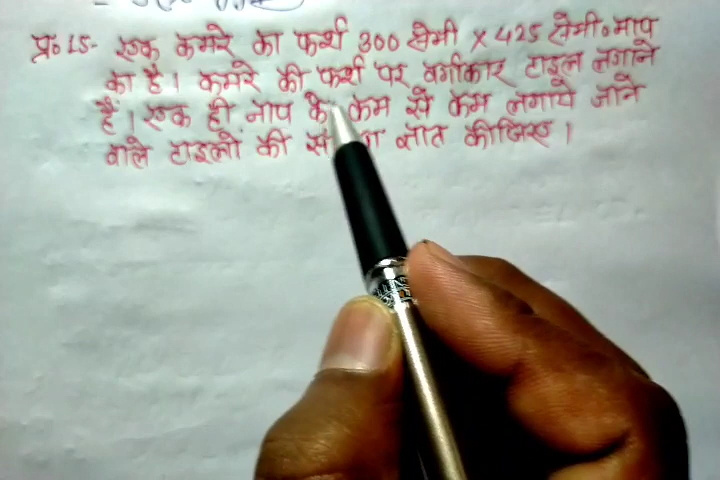 प्र० 15- एक कमरे का फर्श 300 सेमी × 425 सेमी० माप
का है। कमरे की फर्श पर वर्गाकार टाइल लगाने
हैं। एक ही माप के कम से कम लगाये जाने
वाले टाइलों की ज्ञात कीजिए।